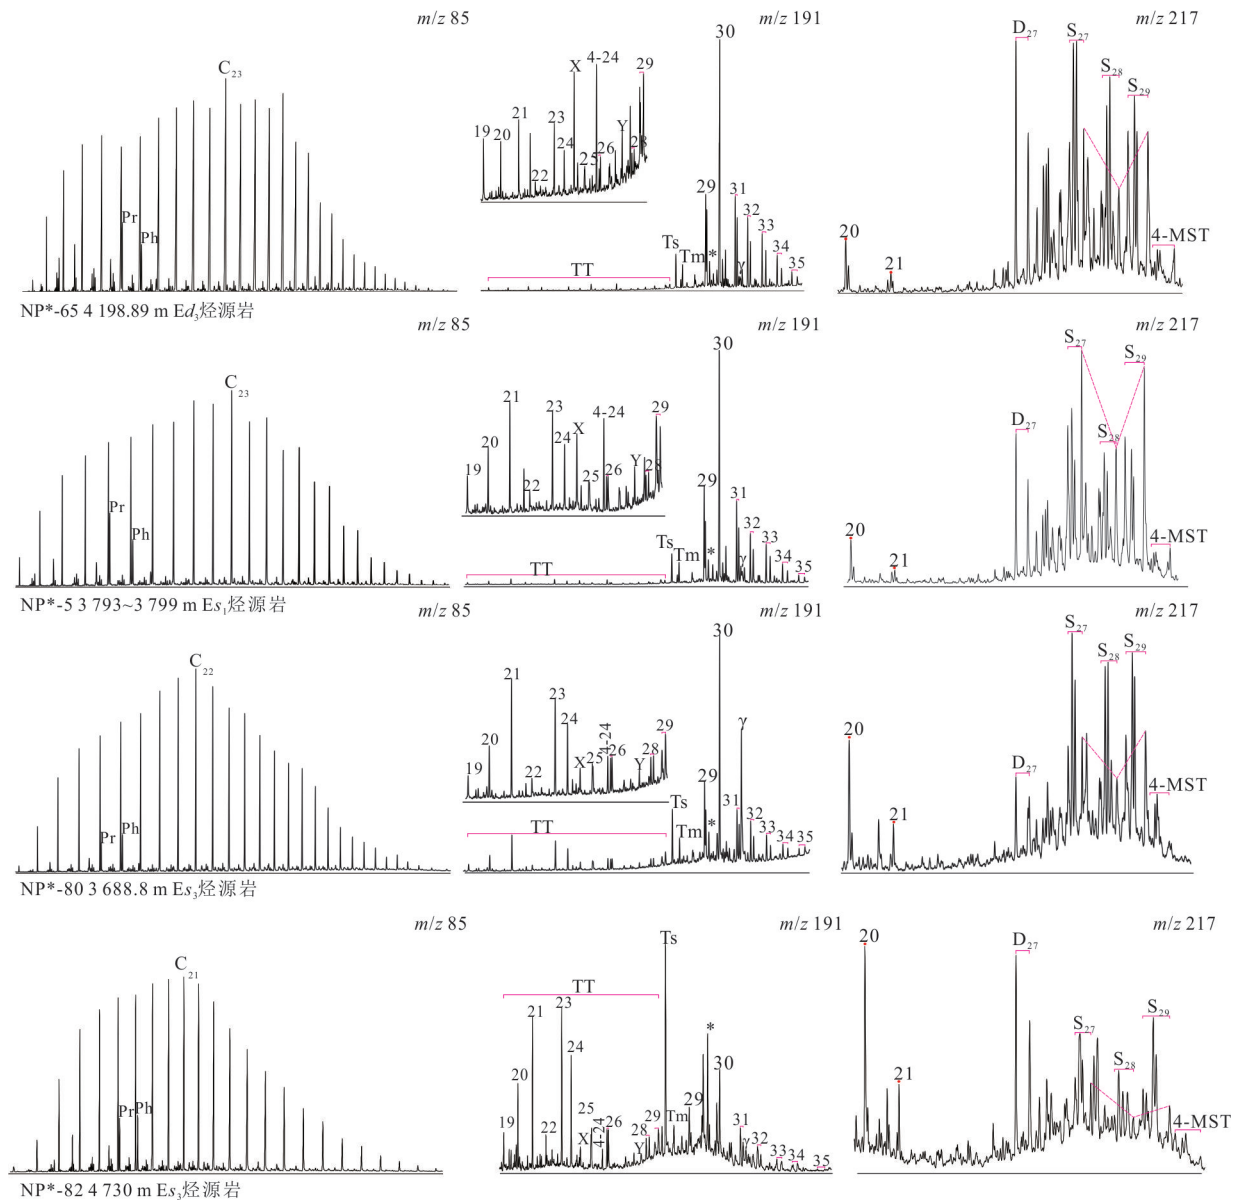 m/z 85
C₂₃
Pr
Ph
NP*-65 4 198.89 m Ed₃烃源岩
m/z 191
19
20
21
22
23
24
X
25
4-24
26
Y
28
29
TT
Ts
Tm
29
*
30
31
γ
32
33
34
35
m/z 217
20
21
D₂₇
S₂₇
S₂₈
S₂₉
4-MST
m/z 85
C₂₃
Pr
Ph
NP*-5 3 793~3 799 m Es₁烃源岩
m/z 191
19
20
21
22
23
24
X
25
4-24
26
Y
28
29
TT
Ts
Tm
29
*
30
31
γ
32
33
34
35
m/z 217
20
21
D₂₇
S₂₇
S₂₈
S₂₉
4-MST
m/z 85
C₂₂
Pr
Ph
NP*-80 3 688.8 m Es₃烃源岩
m/z 191
19
20
21
22
23
24
X
25
4-24
26
Y
28
29
TT
Ts
Tm
29
*
30
31
γ
32
33
34
35
m/z 217
20
21
D₂₇
S₂₇
S₂₈
S₂₉
4-MST
m/z 85
C₂₁
Pr
Ph
NP*-82 4 730 m Es₃烃源岩
m/z 191
TT
19
20
21
22
23
24
25
X
4-24
26
28
Y
29
Ts
Tm
29
*
30
31
γ
32
33
34
35
m/z 217
20
21
D₂₇
S₂₇
S₂₈
S₂₉
4-MST